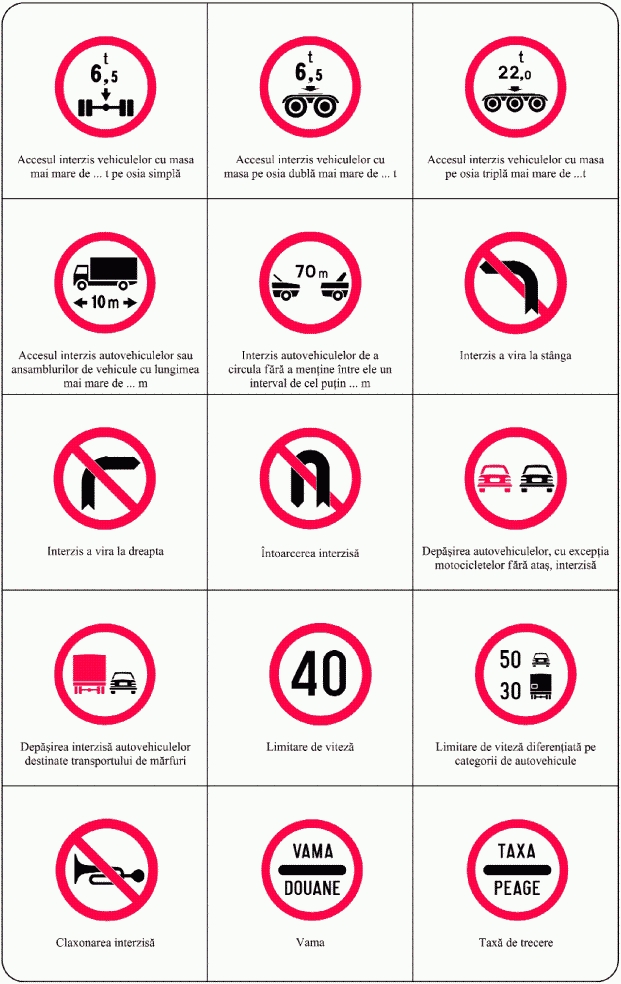 t
6,5
t
6,5
t
22,0
Accesul interzis vehiculelor cu masa
mai mare de ... t pe osia simplă
Accesul interzis vehiculelor cu
masa pe osia dublă mai mare de ... t
Accesul interzis vehiculelor cu masa
pe osia triplă mai mare de ...t
10m
70m
Accesul interzis autovehiculelor sau
ansamblurilor de vehicule cu lungimea
mai mare de ... m
Interzis autovehiculelor de a
circula fără a menține între ele un
interval de cel puțin ... m
Interzis a vira la stânga
Interzis a vira la dreapta
Întoarcerea interzisă
Depășirea autovehiculelor, cu excepția
motocicletelor fără ataș, interzisă
40
50
30
Depășirea interzisă autovehiculelor
destinate transportului de mărfuri
Limitare de viteză
Limitare de viteză diferențiată pe
categorii de autovehicule
VAMA
DOUANE
TAXA
PEAGE
Claxonarea interzisă
Vama
Taxă de trecere